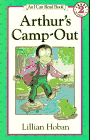 An I Can Read Book
Arthur's
Camp-Out
Lillian Hoban